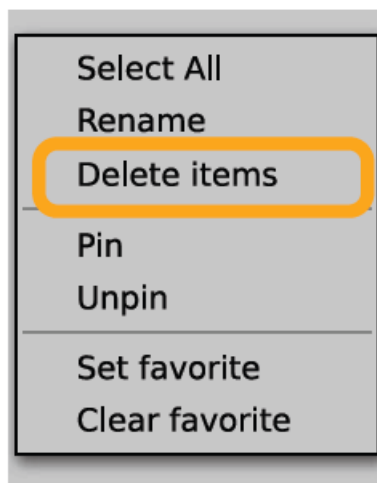 Select All
Rename
Delete items
Pin
Unpin
Set favorite
Clear favorite